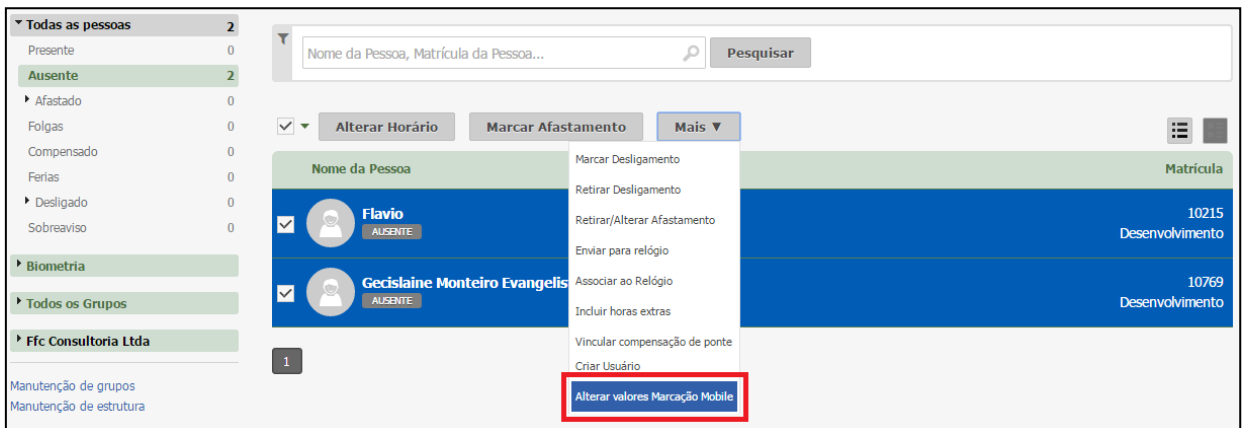 Todas as pessoas 2
Presente 0
Ausente 2
Afastado 0
Folgas 0
Compensado 0
Ferias 0
Desligado 0
Sobreaviso 0
Biometria
Todos os Grupos
Ffc Consultoria Ltda
Manutenção de grupos
Manutenção de estrutura
Nome da Pessoa, Matrícula da Pessoa...
Pesquisar
Alterar Horário Marcar Afastamento Mais ▼
Nome da Pessoa Matrícula
Flavio 10215
AUSENTE Desenvolvimento
Gecislaine Monteiro Evangelis 10769
AUSENTE Desenvolvimento
1
Marcar Desligamento
Retirar Desligamento
Retirar/Alterar Afastamento
Enviar para relógio
Associar ao Relógio
Incluir horas extras
Vincular compensação de ponte
Criar Usuário
Alterar valores Marcação Mobile